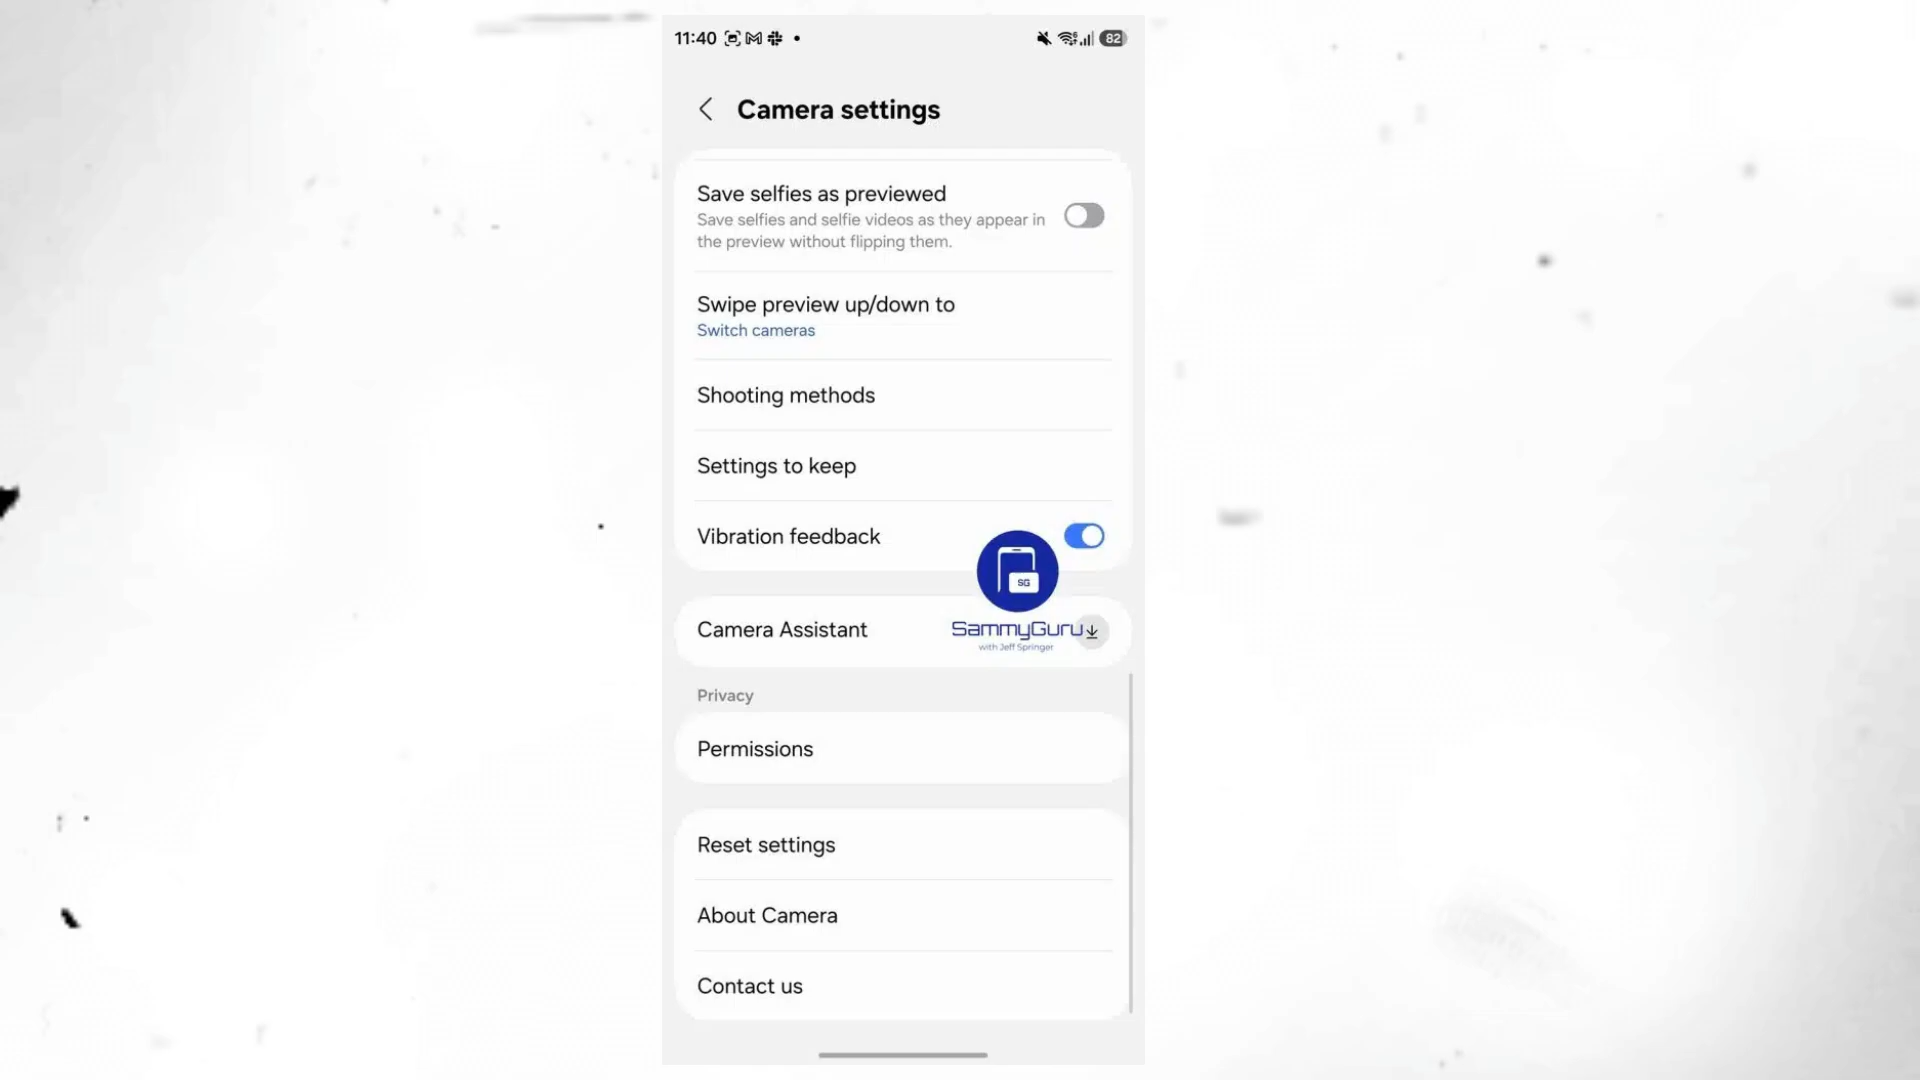 11:40
82
Camera settings
Save selfies as previewed
Save selfies and selfie videos as they appear in
the preview without flipping them.
Swipe preview up/down to
Switch cameras
Shooting methods
Settings to keep
Vibration feedback
SG
Camera Assistant
SammyGuru
with Jeff Springer
Privacy
Permissions
Reset settings
About Camera
Contact us